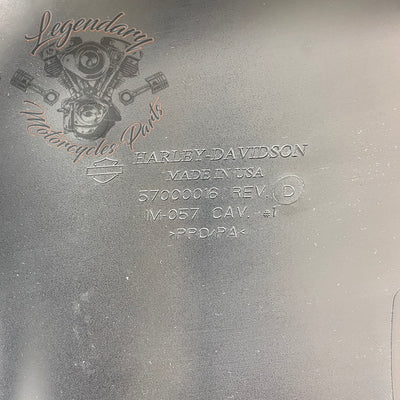 Legendary
Motorcycles Parts
HARLEY-DAVIDSON
MADE IN USA
57000016 REV. D
IM-057 CAV. #1
>PPO/PA<